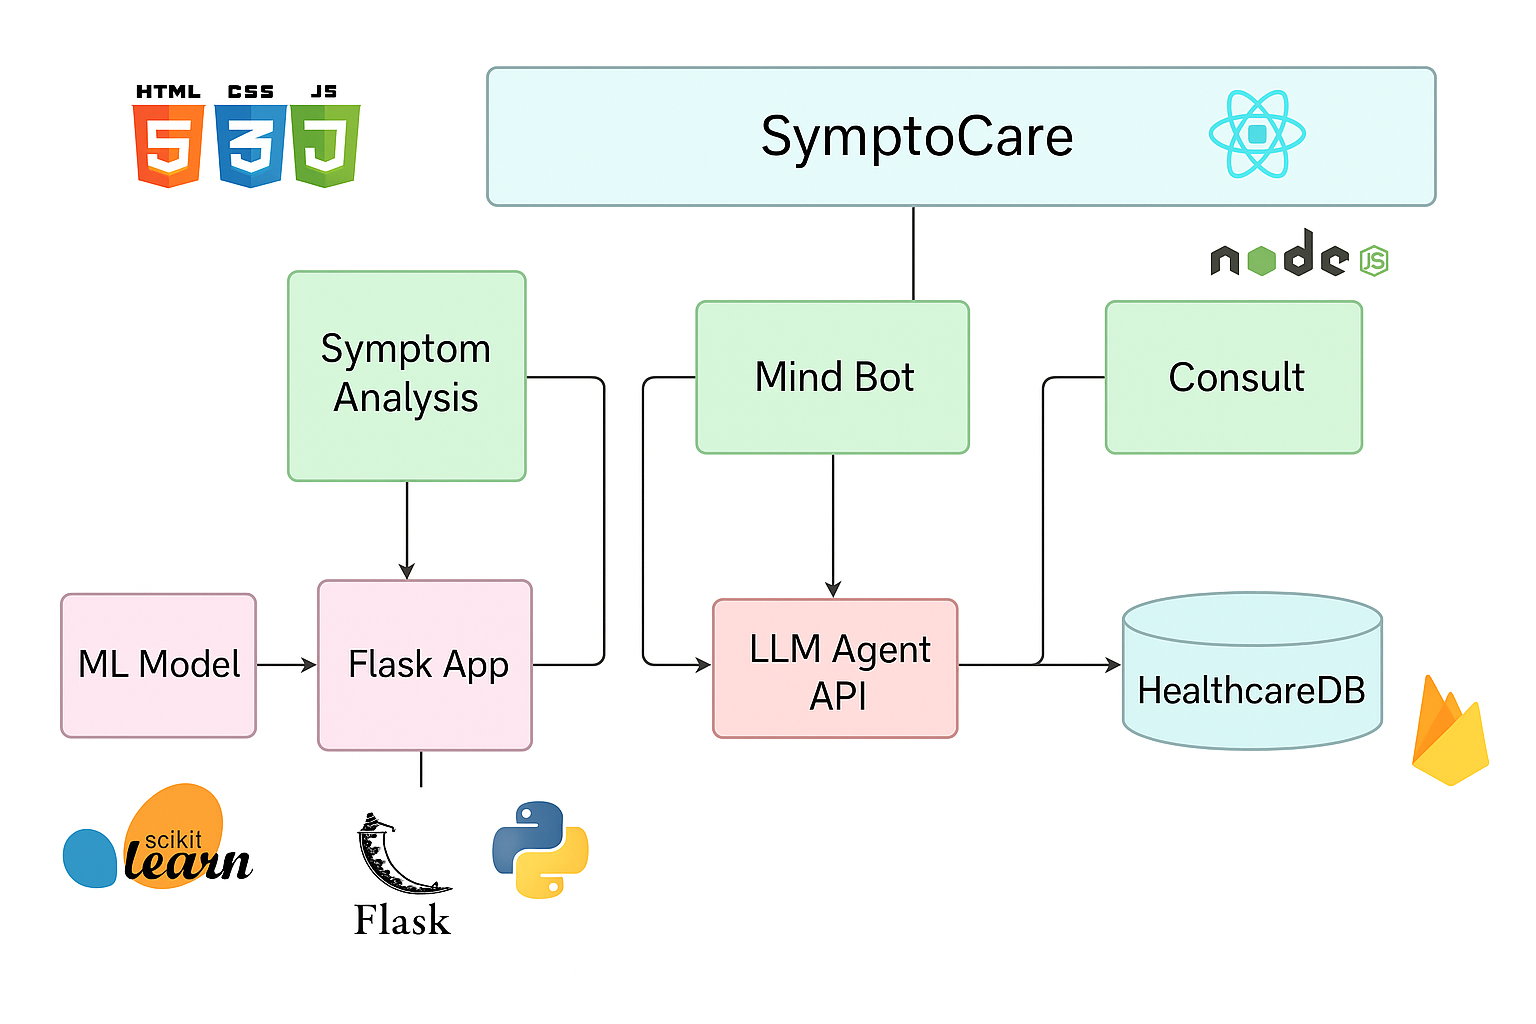 HTML CSS JS
5 3 J
SymptoCare
node JS
Symptom
Analysis
Mind Bot
Consult
ML Model
Flask App
LLM Agent
API
HealthcareDB
scikit
learn
Flask